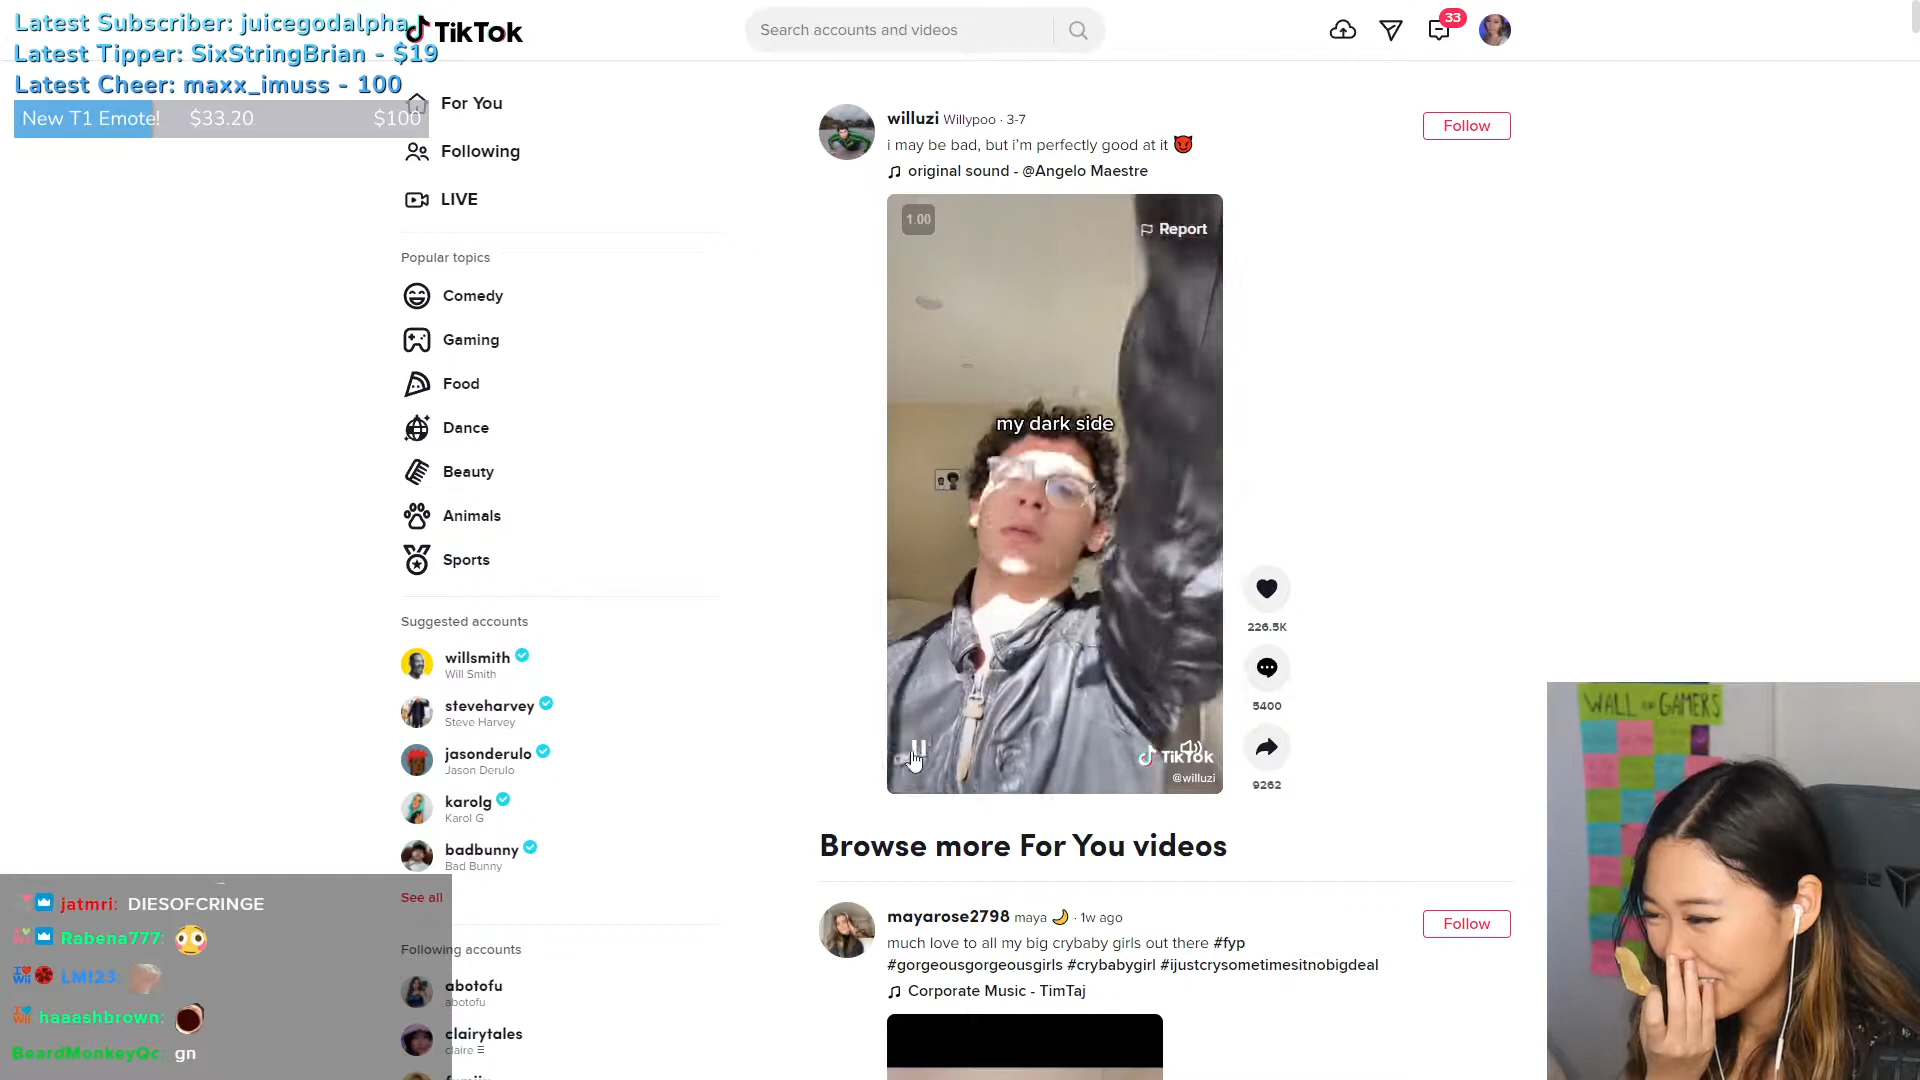 Latest Subscriber: juicegodalpha
Latest Tipper: SixStringBrian - $19
Latest Cheer: maxx_imuss - 100
New T1 Emote! $33.20 $100
TikTok
Search accounts and videos
33
For You
Following
LIVE
Popular topics
Comedy
Gaming
Food
Dance
Beauty
Animals
Sports
Suggested accounts
willsmith
Will Smith
steveharvey
Steve Harvey
jasonderulo
Jason Derulo
karolg
Karol G
badbunny
Bad Bunny
See all
Following accounts
abotofu
abotofu
clairytales
claire
willuzi Willypoo · 3-7
Follow
i may be bad, but i'm perfectly good at it 😈
original sound - @Angelo Maestre
1.00
Report
my dark side
TikTok
@willuzi
226.5K
5400
9262
Browse more For You videos
mayarose2798 maya 🌙 · 1w ago
Follow
much love to all my big crybaby girls out there #fyp
#gorgeousgorgeousgirls #crybabygirl #ijustcrysometimesitnobigdeal
Corporate Music - TimTaj
jatmri: DIESOFCRINGE
Rabena777:
haaashbrown:
BeardMonkeyQc: gn
WALL OF GAMERS